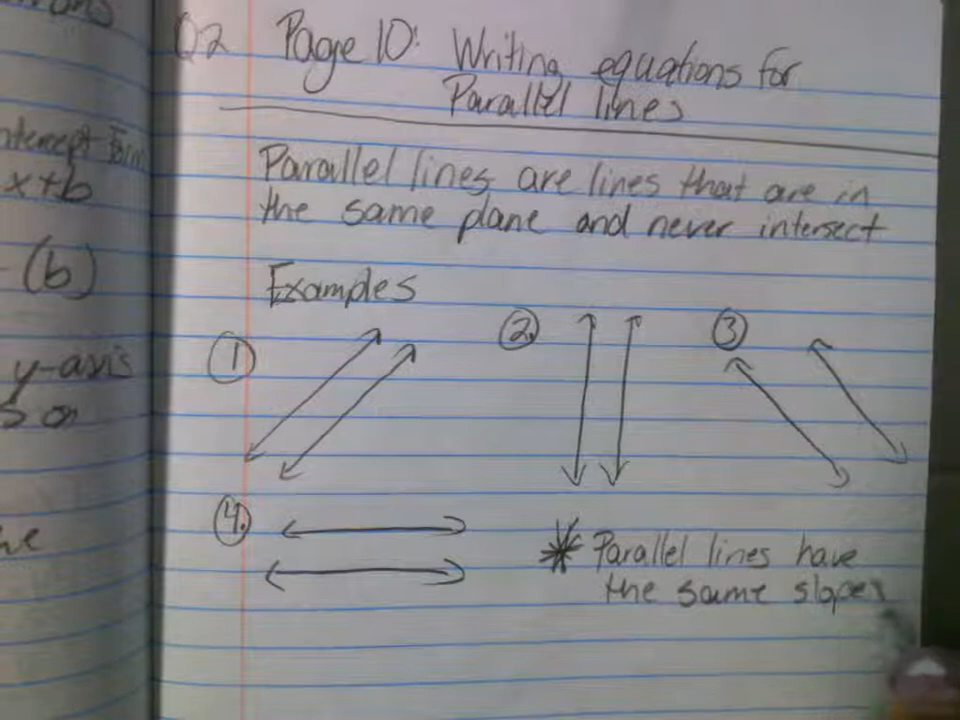 Q2 Page 10: Writing equations for
Parallel lines
Parallel lines are lines that are in
the same plane and never intersect
Examples
1
2.
3
4.
* Parallel lines have
the same slopes
x+b
(b)
y-axis